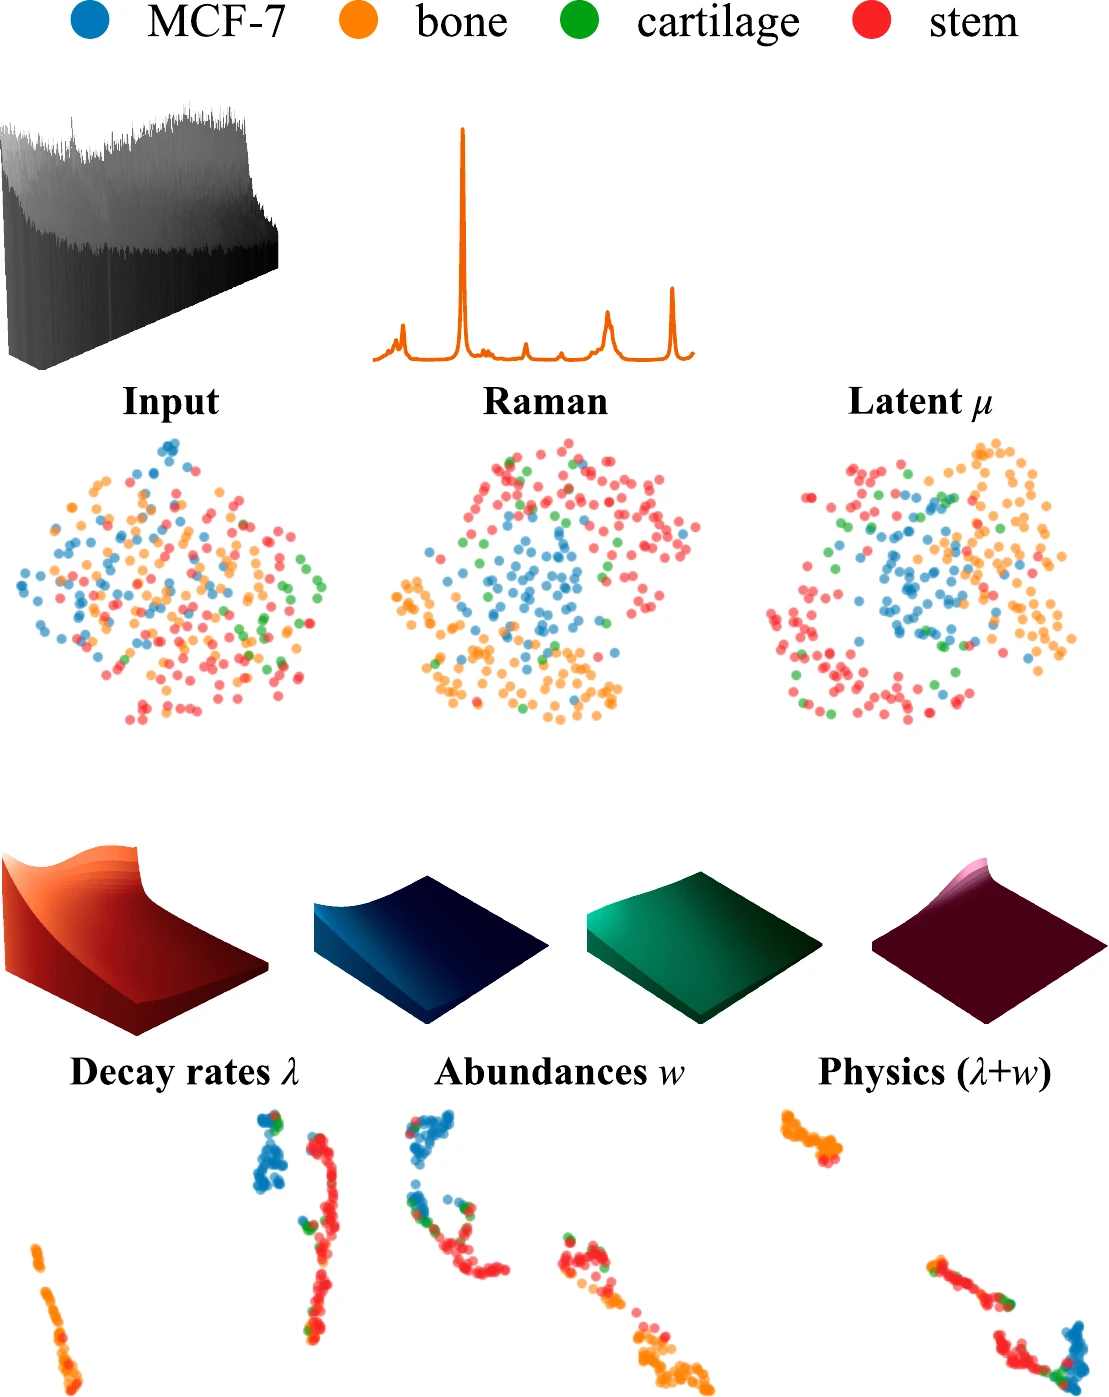 MCF-7 bone cartilage stem
Input Raman Latent μ
Decay rates λ Abundances w Physics (λ+w)